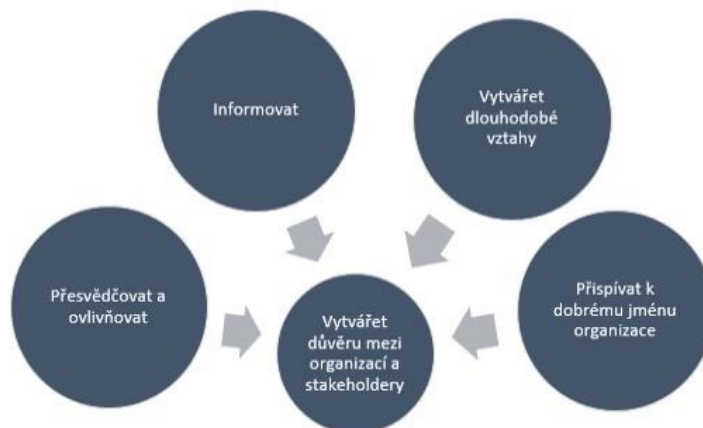 Informovat
Vytvářet
dlouhodobé
vztahy
Přesvědčovat a
ovlivňovat
Vytvářet
důvěru mezi
organizací a
stakeholdery
Přispívat k
dobrému jménu
organizace